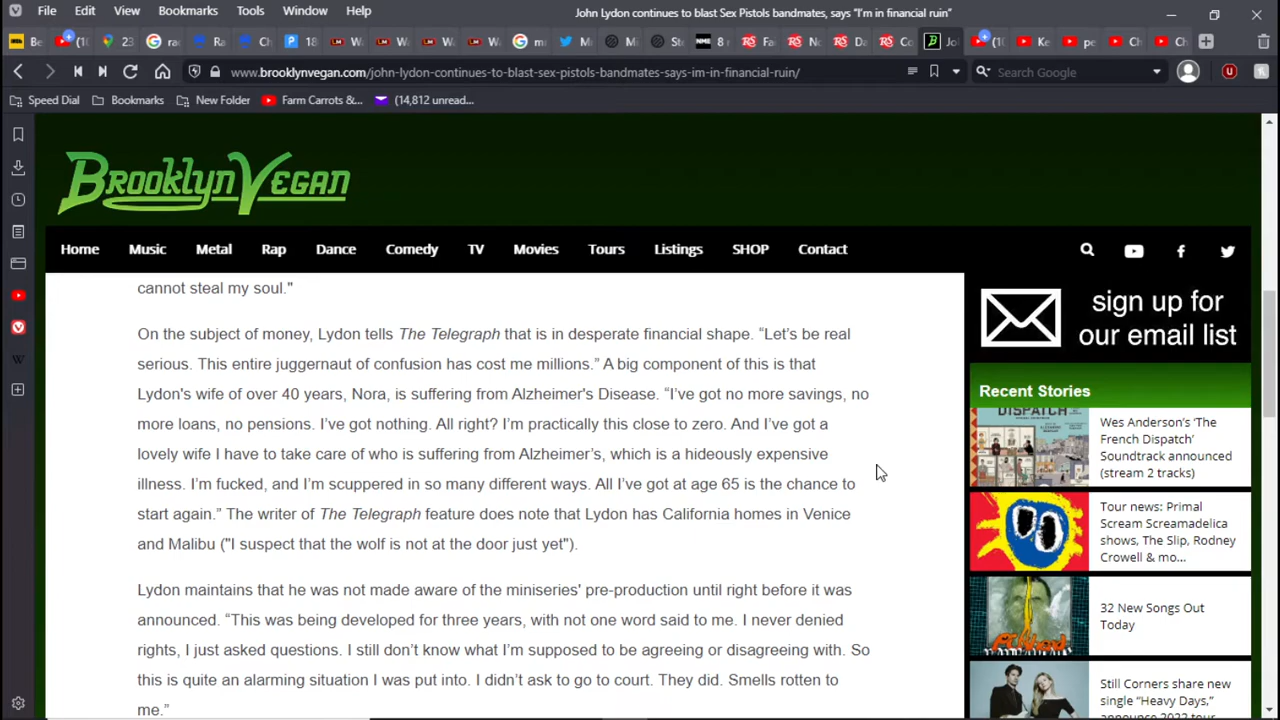 File Edit View Bookmarks Tools Window Help
John Lydon continues to blast Sex Pistols bandmates, says "I'm in financial ruin"
www.brooklynvegan.com/john-lydon-continues-to-blast-sex-pistols-bandmates-says-im-in-financial-ruin/
Search Google
Speed Dial Bookmarks New Folder Farm Carrots &... (14,812 unread...
BROOKLYN VEGAN
Home Music Metal Rap Dance Comedy TV Movies Tours Listings SHOP Contact
cannot steal my soul."
On the subject of money, Lydon tells The Telegraph that is in desperate financial shape. “Let’s be real
serious. This entire juggernaut of confusion has cost me millions.” A big component of this is that
Lydon's wife of over 40 years, Nora, is suffering from Alzheimer's Disease. “I’ve got no more savings, no
more loans, no pensions. I’ve got nothing. All right? I’m practically this close to zero. And I’ve got a
lovely wife I have to take care of who is suffering from Alzheimer’s, which is a hideously expensive
illness. I’m fucked, and I’m scuppered in so many different ways. All I’ve got at age 65 is the chance to
start again.” The writer of The Telegraph feature does note that Lydon has California homes in Venice
and Malibu ("I suspect that the wolf is not at the door just yet").
Lydon maintains that he was not made aware of the miniseries' pre-production until right before it was
announced. “This was being developed for three years, with not one word said to me. I never denied
rights, I just asked questions. I still don’t know what I’m supposed to be agreeing or disagreeing with. So
this is quite an alarming situation I was put into. I didn’t ask to go to court. They did. Smells rotten to
me.”
sign up for
our email list
Recent Stories
DISPATCH
Wes Anderson’s ‘The
French Dispatch’
Soundtrack announced
(stream 2 tracks)
Tour news: Primal
Scream Screamadelica
shows, The Slip, Rodney
Crowell & mo...
32 New Songs Out
Today
Still Corners share new
single “Heavy Days,”
announce 2022 tour